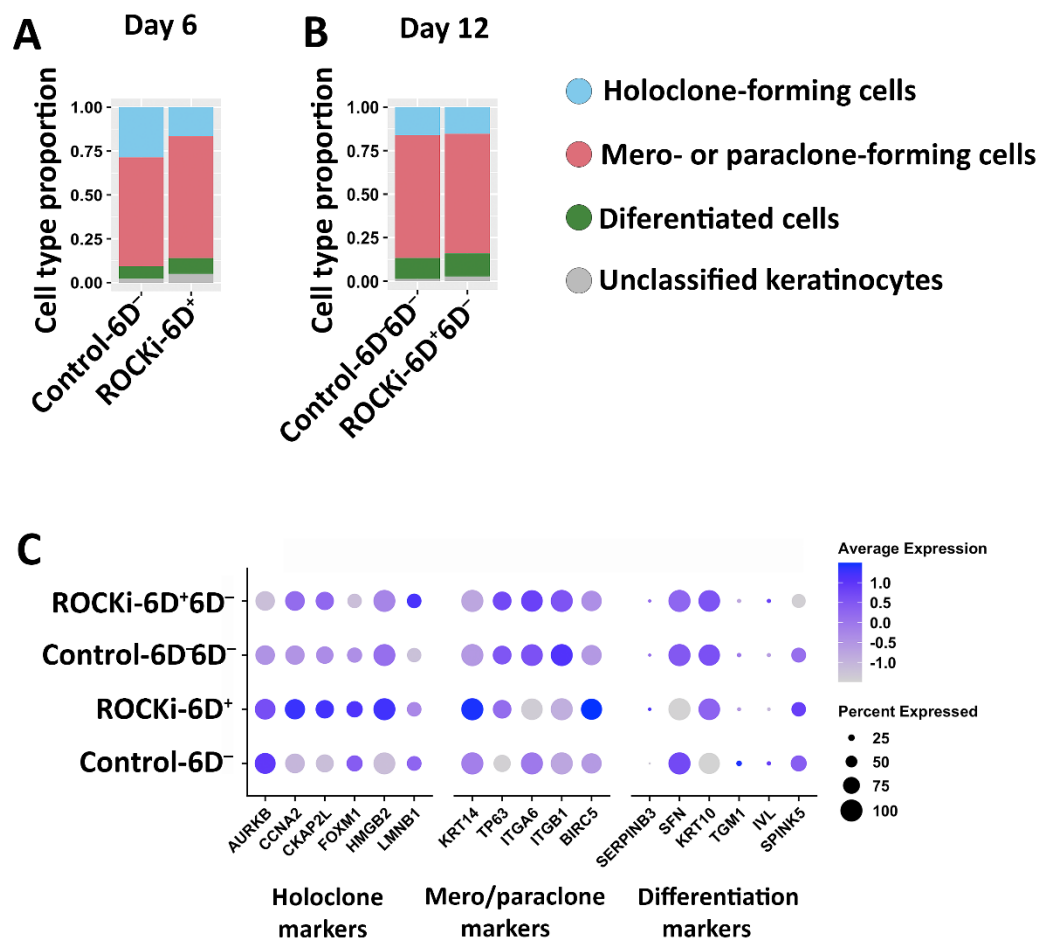 A
Day 6
B
Day 12
Cell type proportion
1.00
0.75
0.50
0.25
0.00
Control-6D⁻
ROCKi-6D⁺
Cell type proportion
1.00
0.75
0.50
0.25
0.00
Control-6D⁻6D⁻
ROCKi-6D⁺6D⁻
Holoclone-forming cells
Mero- or paraclone-forming cells
Diferentiated cells
Unclassified keratinocytes
C
ROCKi-6D⁺6D⁻
Control-6D⁻6D⁻
ROCKi-6D⁺
Control-6D⁻
AURKB
CCNA2
CKAP2L
FOXM1
HMGB2
LMNB1
KRT14
TP63
ITGA6
ITGB1
BIRC5
SERPINB3
SFN
KRT10
TGM1
IVL
SPINK5
Holoclone
markers
Mero/paraclone
markers
Differentiation
markers
Average Expression
1.0
0.5
0.0
-0.5
-1.0
Percent Expressed
25
50
75
100